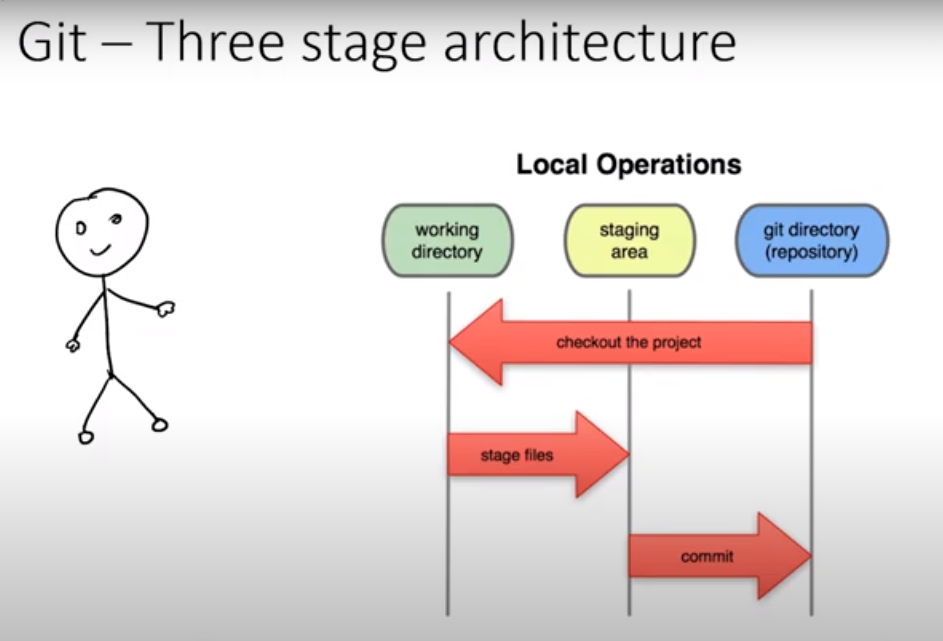 Git – Three stage architecture
Local Operations
working
directory
staging
area
git directory
(repository)
checkout the project
stage files
commit